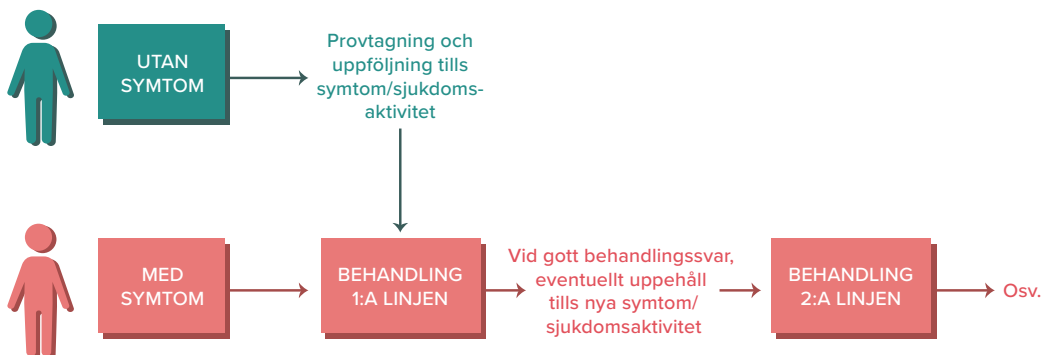 UTAN
SYMTOM
Provtagning och
uppföljning tills
symtom/sjukdoms-
aktivitet
MED
SYMTOM
BEHANDLING
1:A LINJEN
Vid gott behandlingssvar,
eventuellt uppehåll
tills nya symtom/
sjukdomsaktivitet
BEHANDLING
2:A LINJEN
Osv.